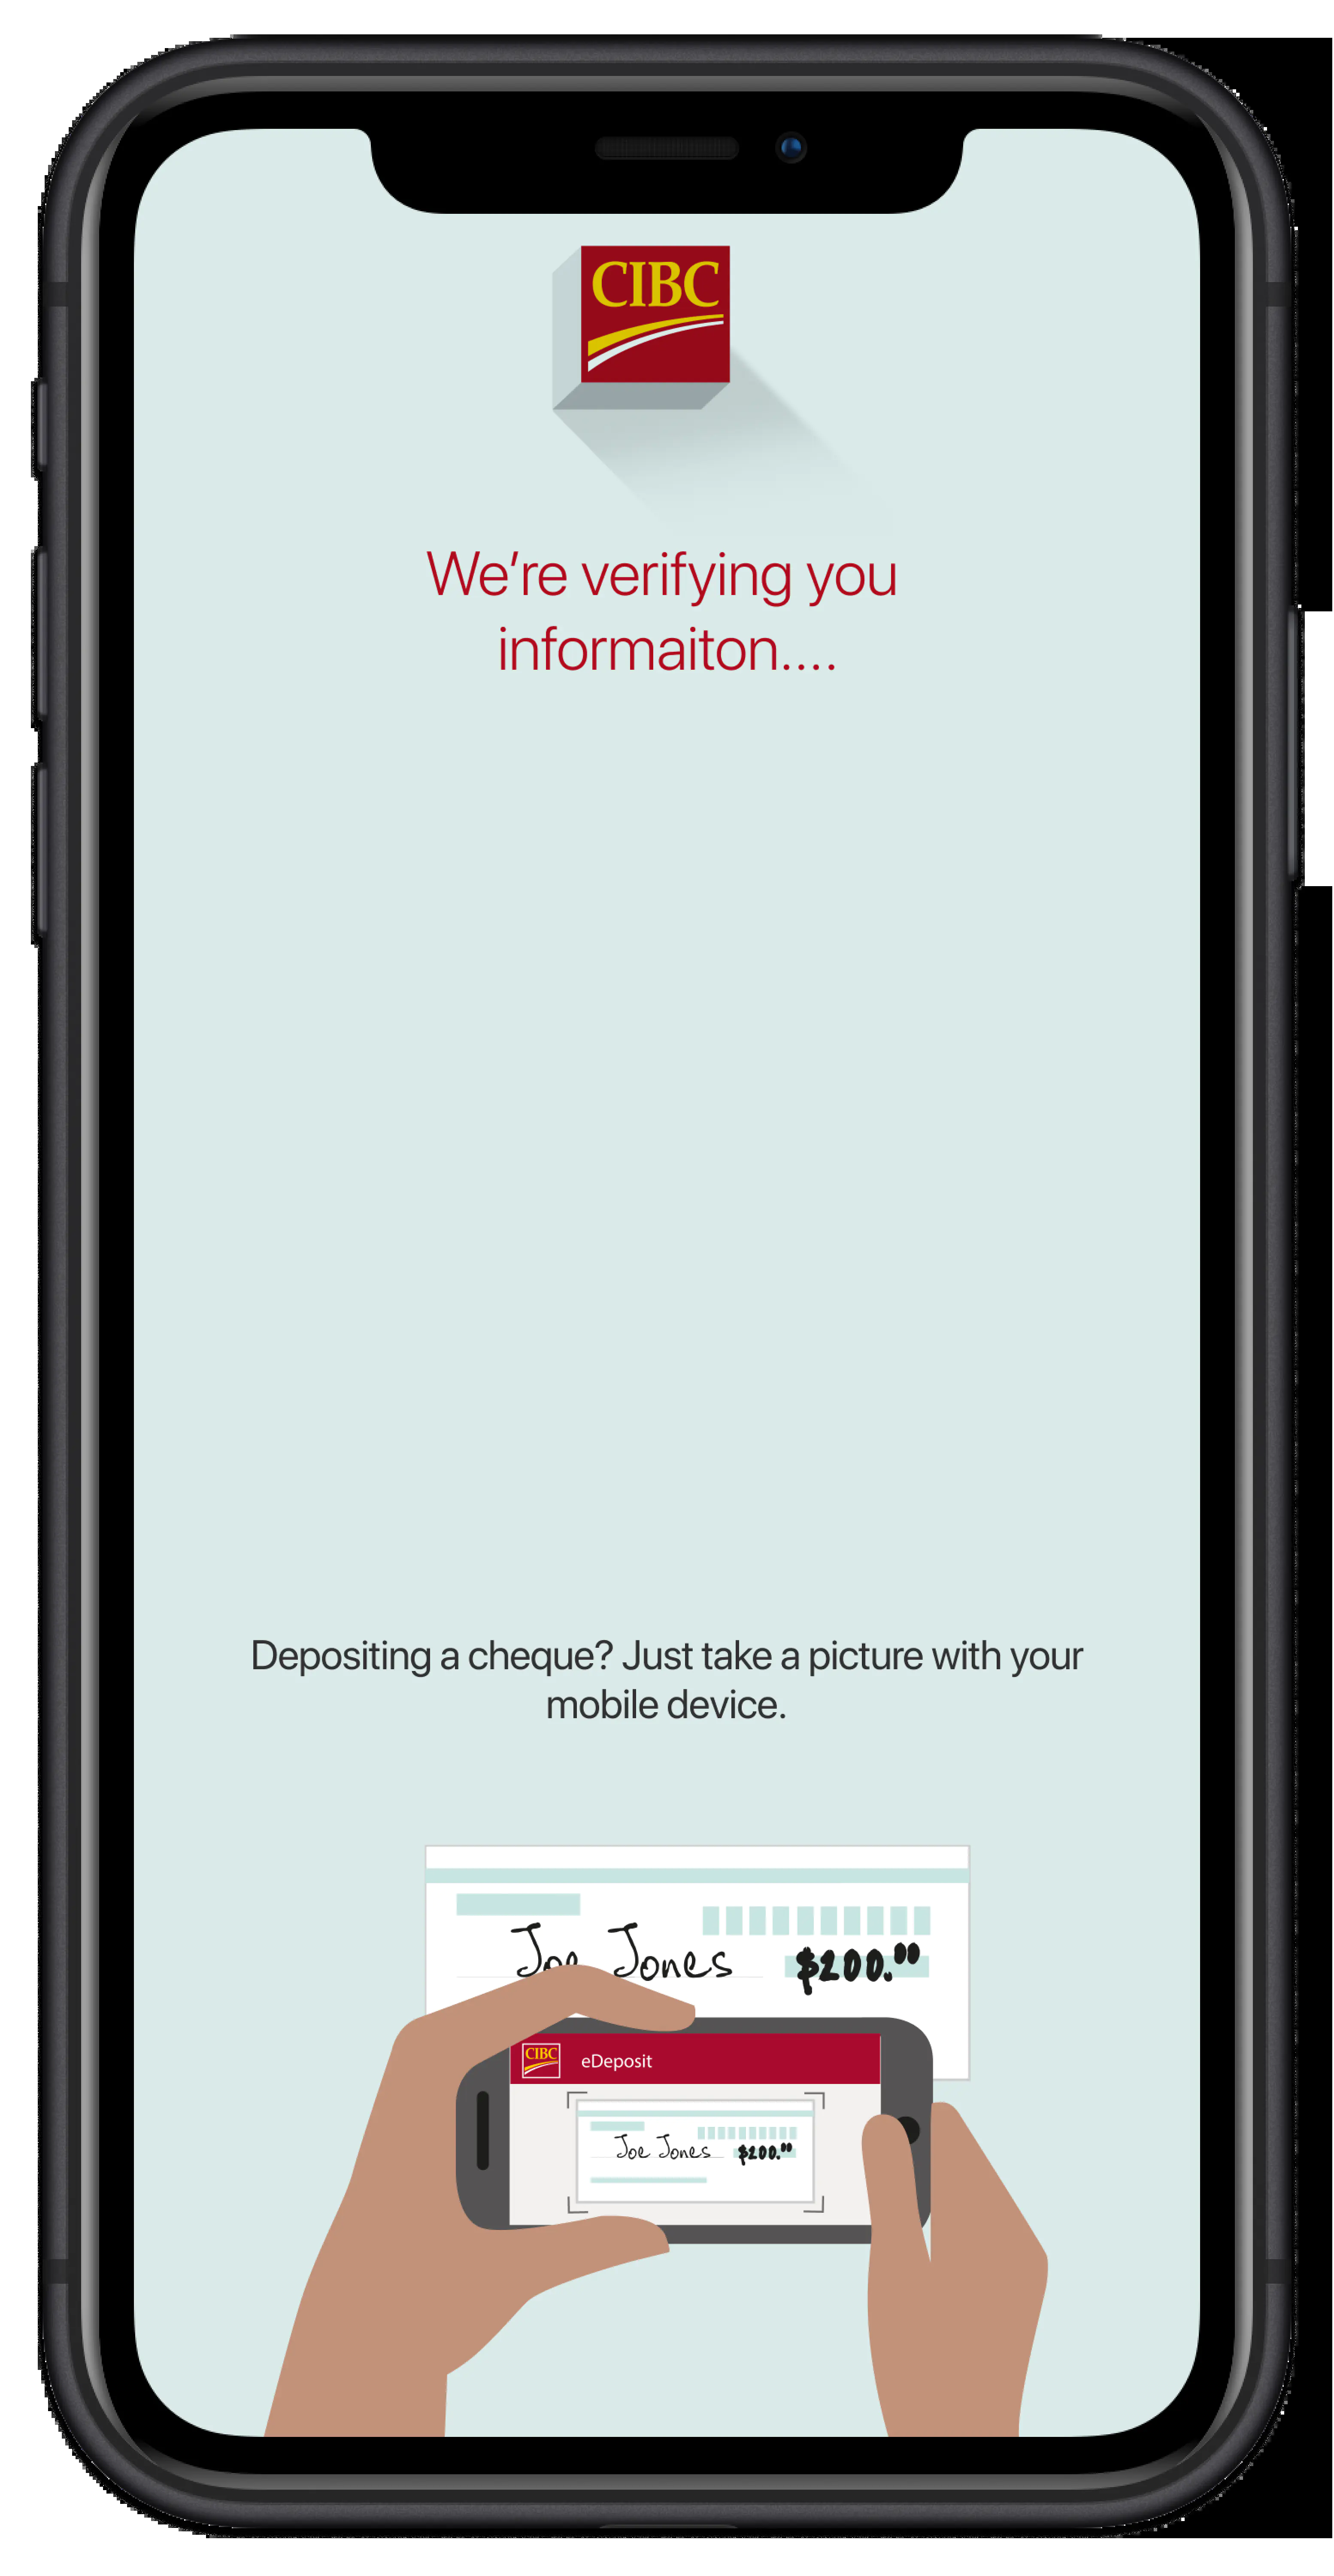 CIBC
We're verifying you
informaiton....
Depositing a cheque? Just take a picture with your
mobile device.
Joe Jones $200.00
CIBC eDeposit
Joe Jones $200.00